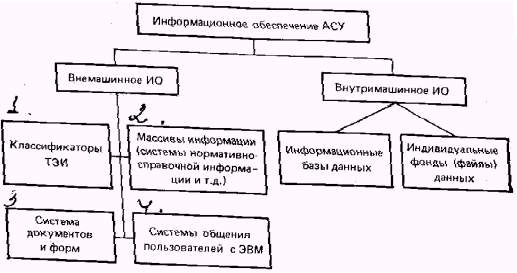 Информационное обеспечение АСУ
Внемашинное ИО
Внутримашинное ИО
1.
Классификаторы
ТЭИ
2.
Массивы информации
(системы нормативно-
справочной информа-
ции и т.д.)
Информационные
базы данных
Индивидуальные
фонды (файлы)
данных
3
Система
документов
и форм
4.
Системы общения
пользователей с ЭВМ